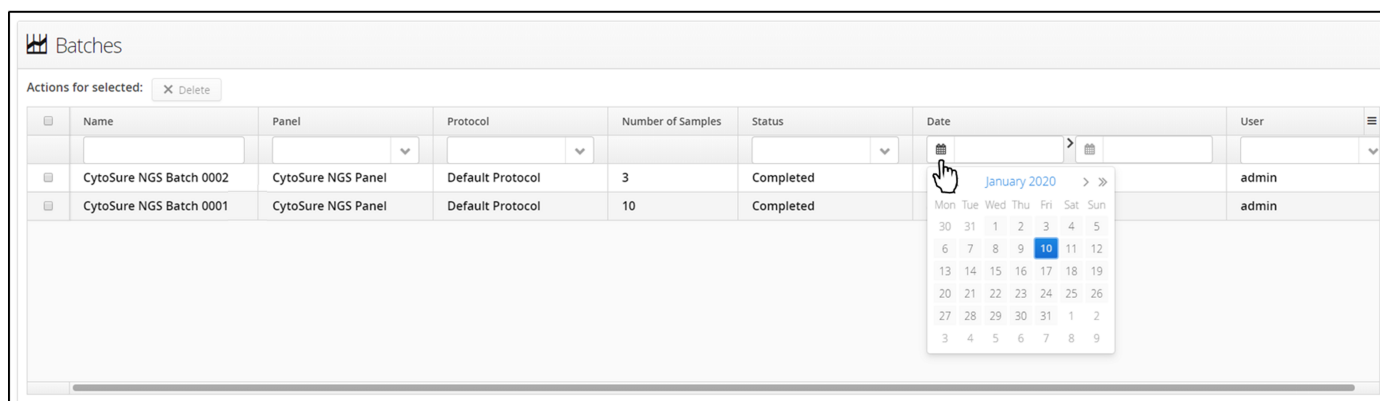 Batches
Actions for selected: Delete
Name Panel Protocol Number of Samples Status Date User
>
CytoSure NGS Batch 0002 CytoSure NGS Panel Default Protocol 3 Completed admin
CytoSure NGS Batch 0001 CytoSure NGS Panel Default Protocol 10 Completed admin
January 2020 › »
Mon Tue Wed Thu Fri Sat Sun
30 31 1 2 3 4 5
6 7 8 9 10 11 12
13 14 15 16 17 18 19
20 21 22 23 24 25 26
27 28 29 30 31 1 2
3 4 5 6 7 8 9